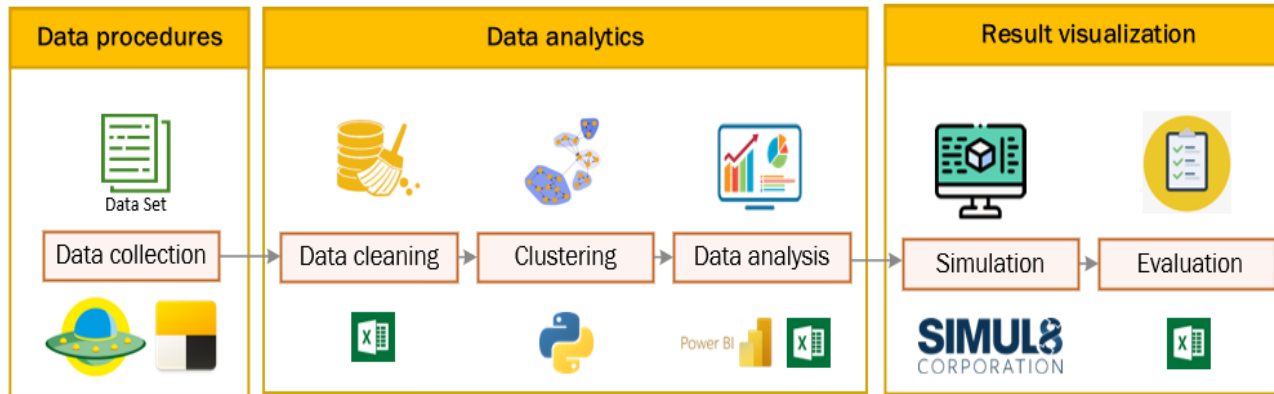 Data procedures
Data analytics
Result visualization
Data Set
Data collection
Data cleaning
Clustering
Data analysis
Simulation
Evaluation
X
Power BI
X
SIMUL8
CORPORATION
X